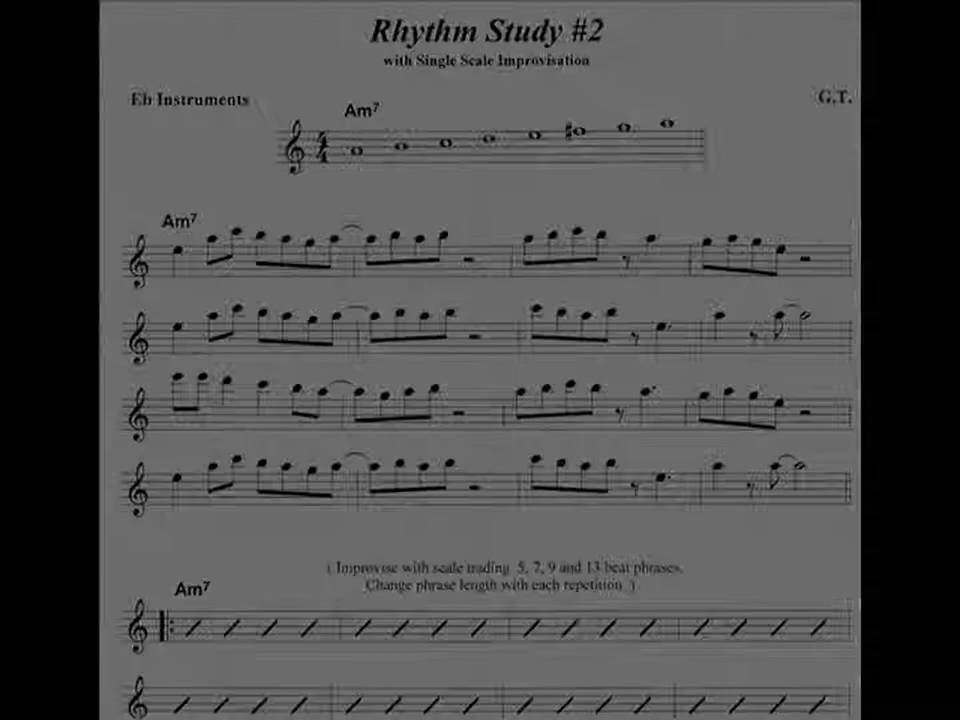 Rhythm Study #2
with Single Scale Improvisation
Eb Instruments
G.T.
Am7
Am7
( Improvise with scale trading 5, 7, 9 and 13 beat phrases.
Change phrase length with each repetition. )
Am7